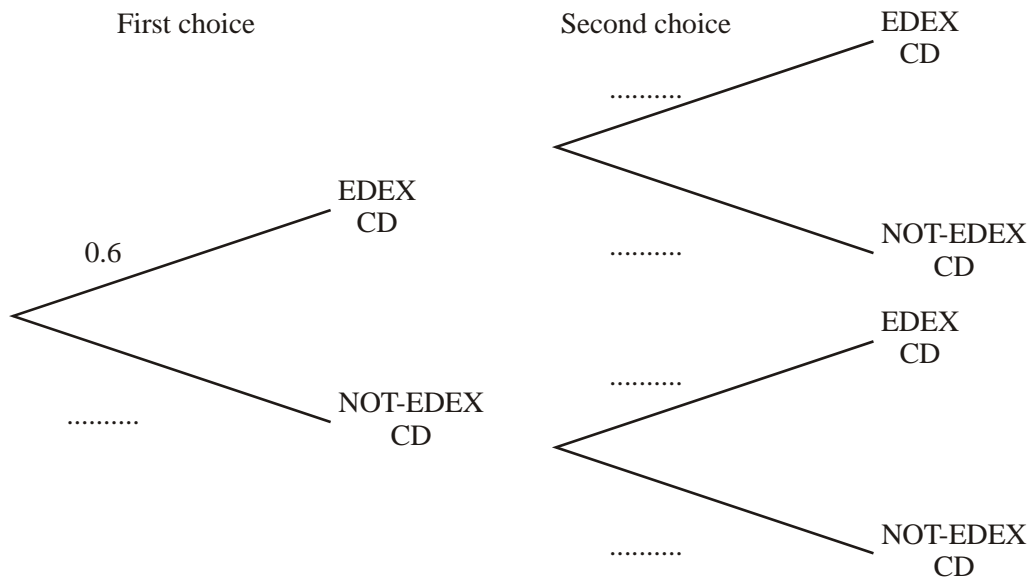 First choice
Second choice
EDEX
CD
..........
EDEX
CD
0.6
NOT-EDEX
CD
..........
EDEX
CD
..........
NOT-EDEX
CD
..........
NOT-EDEX
CD
..........